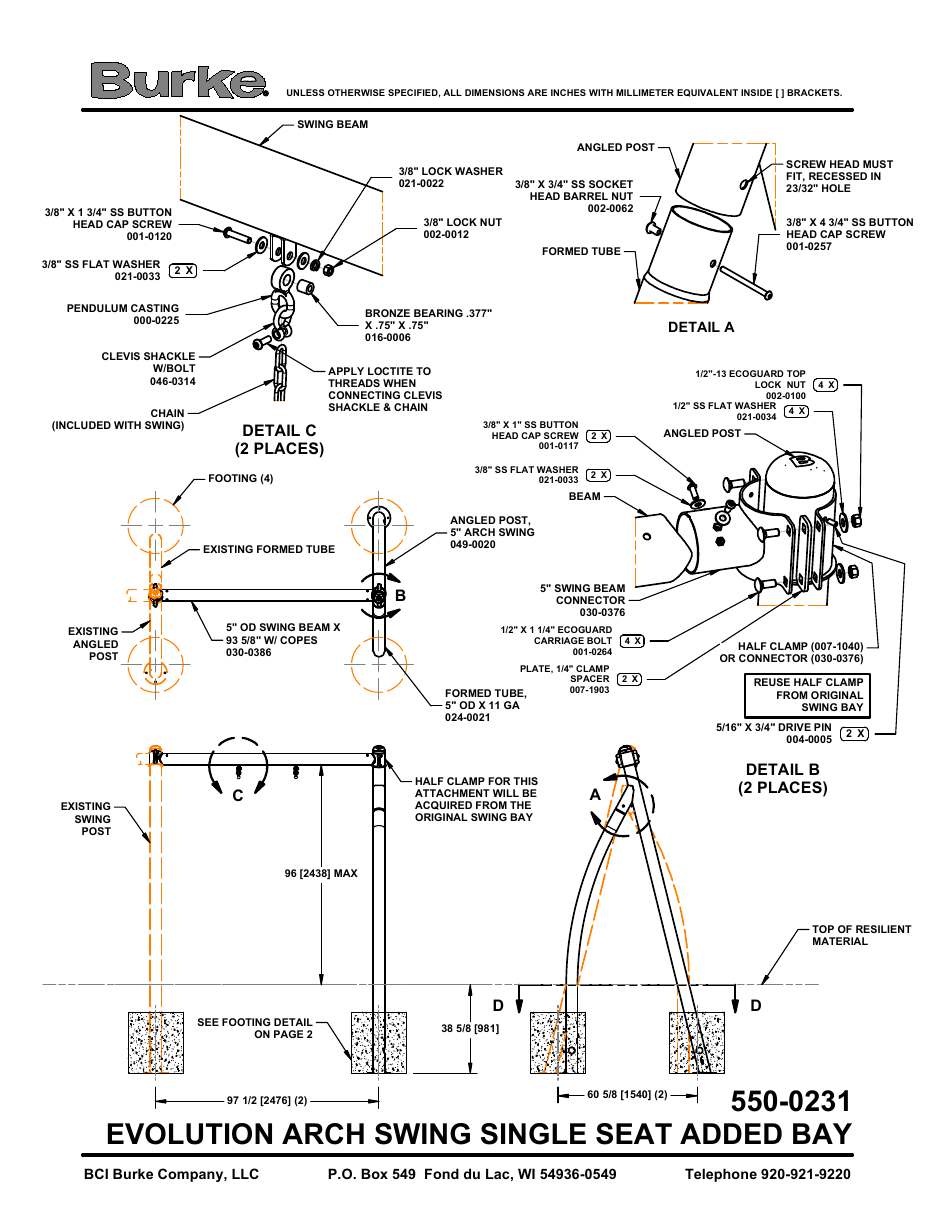 Burke
UNLESS OTHERWISE SPECIFIED, ALL DIMENSIONS ARE INCHES WITH MILLIMETER EQUIVALENT INSIDE [ ] BRACKETS.
SWING BEAM
3/8" LOCK WASHER
021-0022
3/8" X 1 3/4" SS BUTTON
HEAD CAP SCREW
001-0120
3/8" LOCK NUT
002-0012
3/8" SS FLAT WASHER
021-0033
2 X
PENDULUM CASTING
000-0225
BRONZE BEARING .377"
X .75" X .75"
016-0006
CLEVIS SHACKLE
W/BOLT
046-0314
APPLY LOCTITE TO
THREADS WHEN
CONNECTING CLEVIS
SHACKLE & CHAIN
CHAIN
(INCLUDED WITH SWING)
DETAIL C
(2 PLACES)
ANGLED POST
SCREW HEAD MUST
FIT, RECESSED IN
23/32" HOLE
3/8" X 3/4" SS SOCKET
HEAD BARREL NUT
002-0062
3/8" X 4 3/4" SS BUTTON
HEAD CAP SCREW
001-0257
FORMED TUBE
DETAIL A
1/2"-13 ECOGUARD TOP
LOCK NUT
002-0100
4 X
1/2" SS FLAT WASHER
021-0034
4 X
3/8" X 1" SS BUTTON
HEAD CAP SCREW
001-0117
2 X
ANGLED POST
3/8" SS FLAT WASHER
021-0033
2 X
BEAM
5" SWING BEAM
CONNECTOR
030-0376
1/2" X 1 1/4" ECOGUARD
CARRIAGE BOLT
001-0264
4 X
PLATE, 1/4" CLAMP
SPACER
007-1903
2 X
HALF CLAMP (007-1040)
OR CONNECTOR (030-0376)
REUSE HALF CLAMP
FROM ORIGINAL
SWING BAY
5/16" X 3/4" DRIVE PIN
004-0005
2 X
DETAIL B
(2 PLACES)
FOOTING (4)
EXISTING FORMED TUBE
ANGLED POST,
5" ARCH SWING
049-0020
B
5" OD SWING BEAM X
93 5/8" W/ COPES
030-0386
EXISTING
ANGLED
POST
FORMED TUBE,
5" OD X 11 GA
024-0021
C
HALF CLAMP FOR THIS
ATTACHMENT WILL BE
ACQUIRED FROM THE
ORIGINAL SWING BAY
EXISTING
SWING
POST
96 [2438] MAX
A
TOP OF RESILIENT
MATERIAL
D
D
SEE FOOTING DETAIL
ON PAGE 2
38 5/8 [981]
97 1/2 [2476] (2)
60 5/8 [1540] (2)
550-0231
EVOLUTION ARCH SWING SINGLE SEAT ADDED BAY
BCI Burke Company, LLC
P.O. Box 549 Fond du Lac, WI 54936-0549
Telephone 920-921-9220